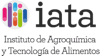 iata
Instituto de Agroquímica
y Tecnología de Alimentos